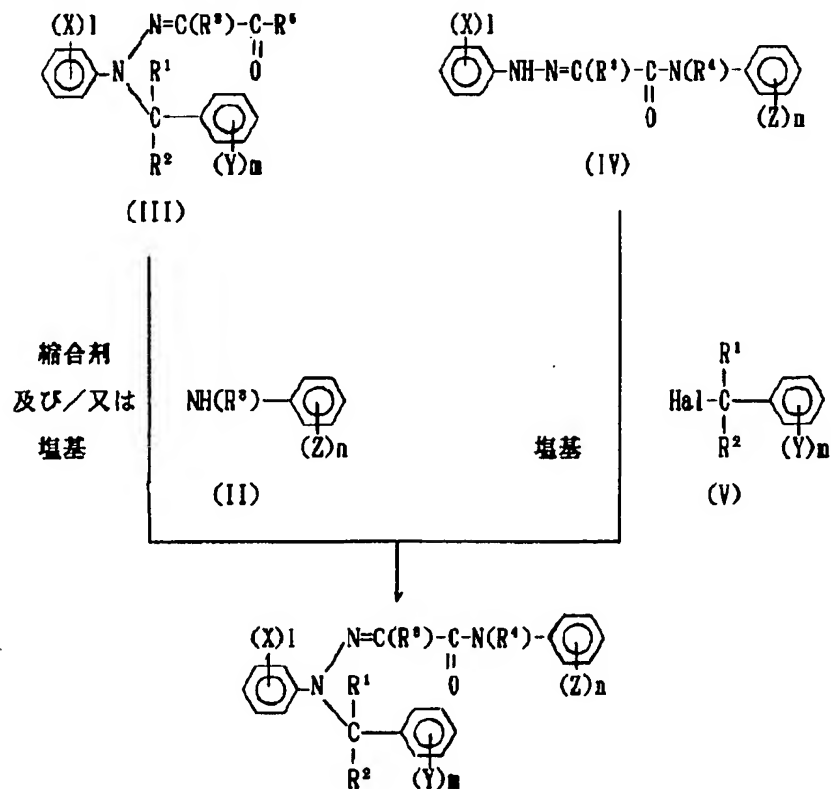 (X)l N=C(R³)-C-R⁵ (X)l
N R¹ O NH-N=C(R³)-C-N(R⁴)
C O (Z)n
R² (Y)m (IV)
(III)
縮合剤 R¹
及び/又は NH(R³) Hal-C
塩基 (Z)n 塩基 R² (Y)m
(II) (V)
(X)l N=C(R³)-C-N(R⁴)
N R¹ O (Z)n
C
R² (Y)m